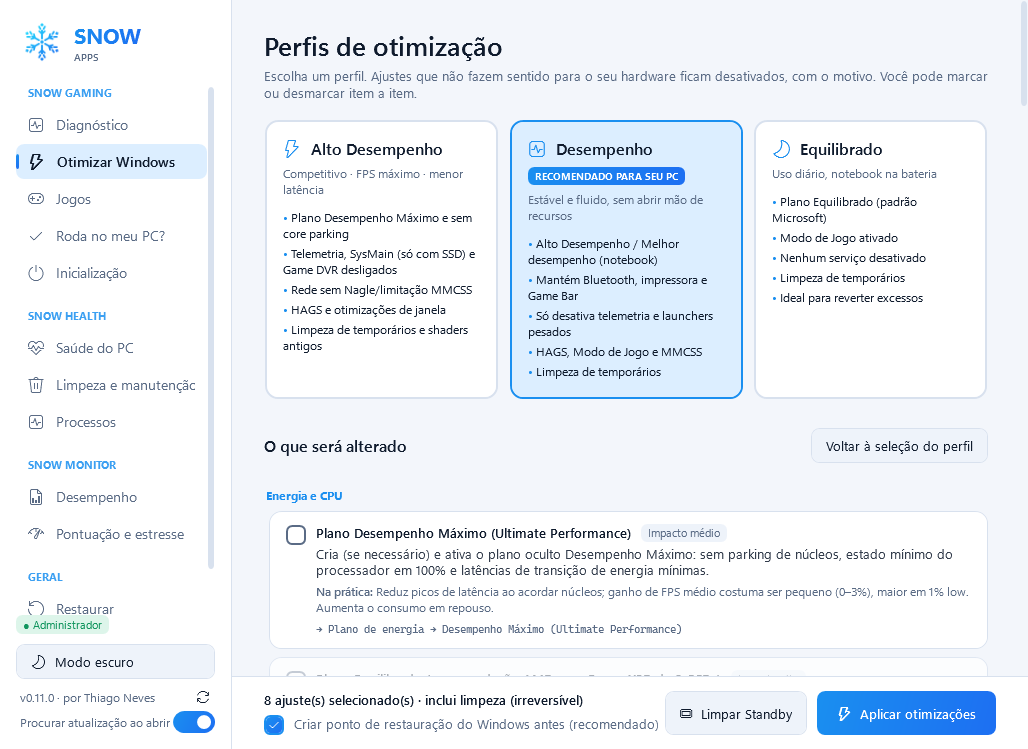 SNOW
APPS
SNOW GAMING
Diagnóstico
Otimizar Windows
Jogos
Roda no meu PC?
Inicialização
SNOW HEALTH
Saúde do PC
Limpeza e manutençãc
Processos
SNOW MONITOR
Desempenho
Pontuação e estresse
GERAL
Restaurar
● Administrador
Modo escuro
v0.11.0 · por Thiago Neves
Procurar atualização ao abrir
Perfis de otimização
Escolha um perfil. Ajustes que não fazem sentido para o seu hardware ficam desativados, com o motivo. Você pode marcar
ou desmarcar item a item.
Alto Desempenho
Competitivo · FPS máximo · menor
latência
• Plano Desempenho Máximo e sem
core parking
• Telemetria, SysMain (só com SSD) e
Game DVR desligados
• Rede sem Nagle/limitação MMCSS
• HAGS e otimizações de janela
• Limpeza de temporários e shaders
antigos
Desempenho
RECOMENDADO PARA SEU PC
Estável e fluido, sem abrir mão de
recursos
• Alto Desempenho / Melhor
desempenho (notebook)
• Mantém Bluetooth, impressora e
Game Bar
• Só desativa telemetria e launchers
pesados
• HAGS, Modo de Jogo e MMCSS
• Limpeza de temporários
Equilibrado
Uso diário, notebook na bateria
• Plano Equilibrado (padrão
Microsoft)
• Modo de Jogo ativado
• Nenhum serviço desativado
• Limpeza de temporários
• Ideal para reverter excessos
O que será alterado
Voltar à seleção do perfil
Energia e CPU
Plano Desempenho Máximo (Ultimate Performance) Impacto médio
Cria (se necessário) e ativa o plano oculto Desempenho Máximo: sem parking de núcleos, estado mínimo do
processador em 100% e latências de transição de energia mínimas.
Na prática: Reduz picos de latência ao acordar núcleos; ganho de FPS médio costuma ser pequeno (0–3%), maior em 1% low.
Aumenta o consumo em repouso.
→ Plano de energia → Desempenho Máximo (Ultimate Performance)
8 ajuste(s) selecionado(s) · inclui limpeza (irreversível)
Criar ponto de restauração do Windows antes (recomendado)
Limpar Standby
Aplicar otimizações